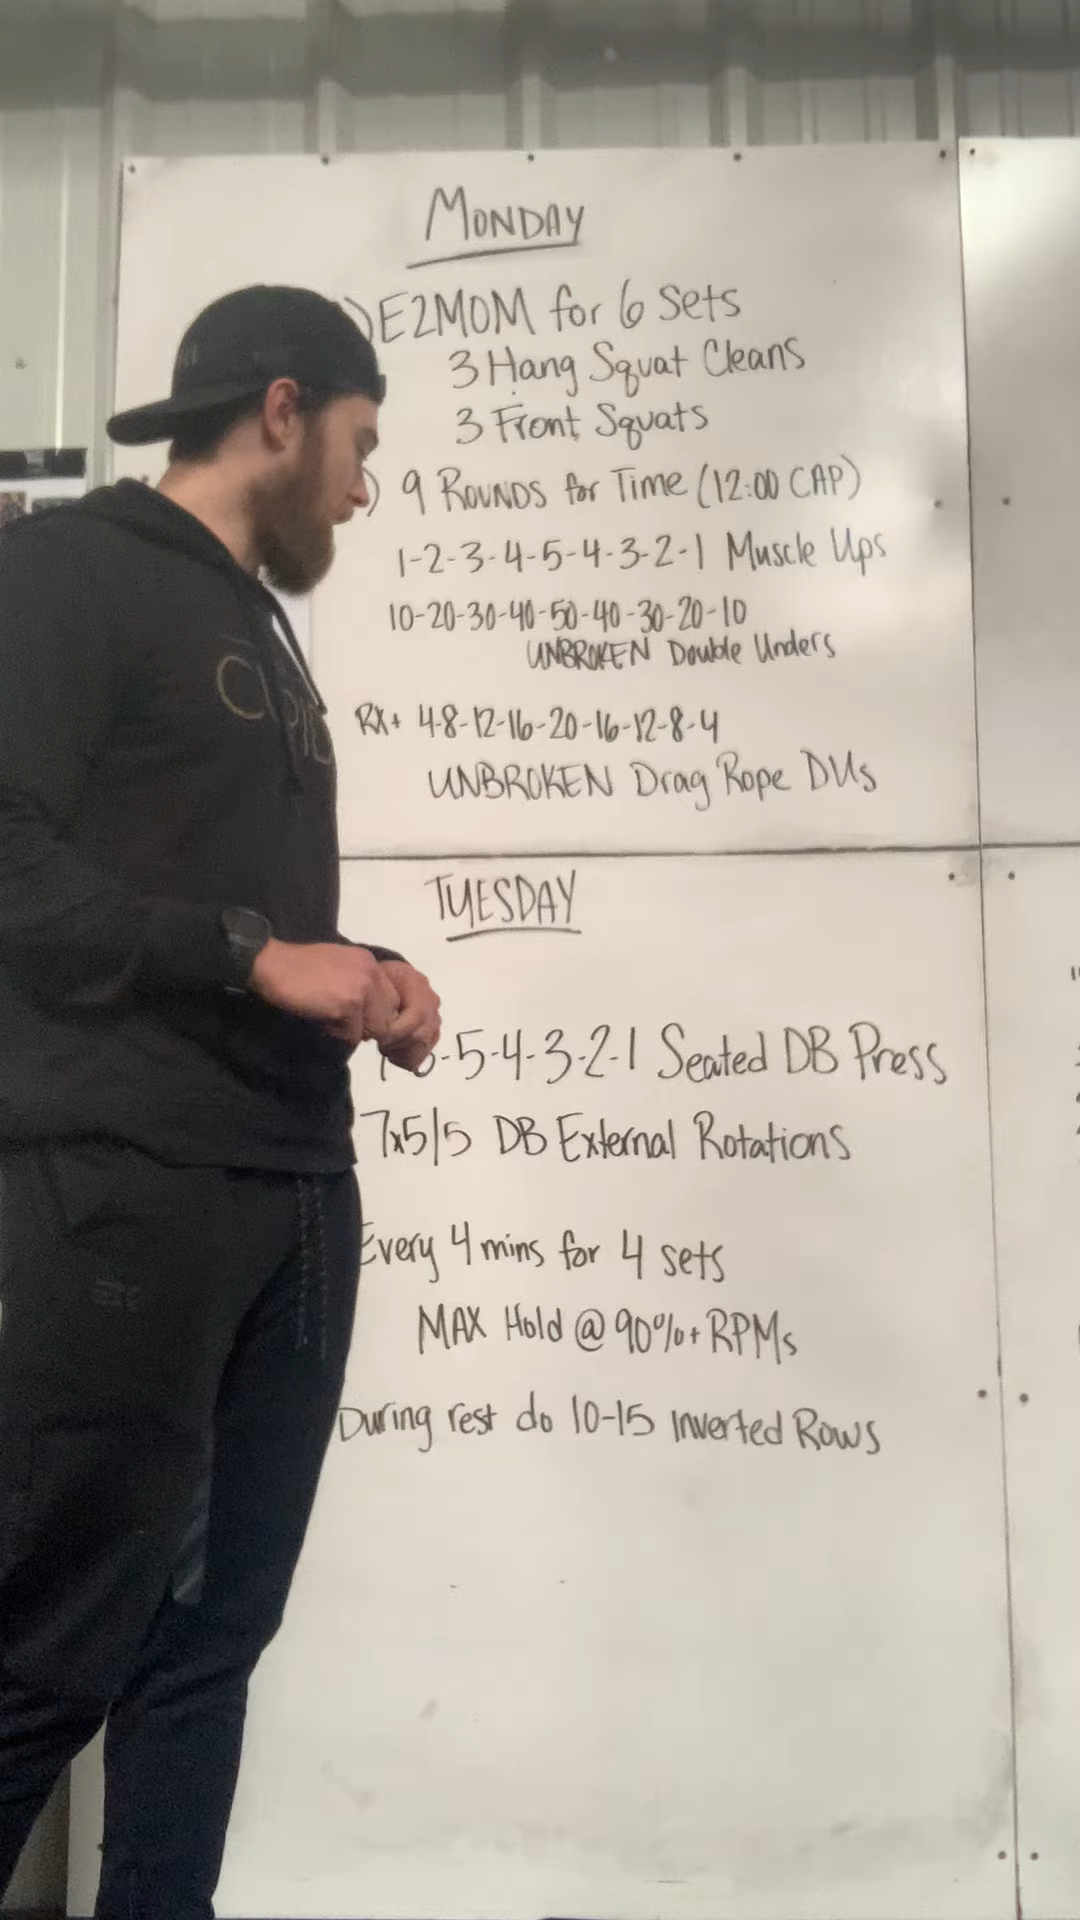 MONDAY
) E2MOM for 6 Sets
3 Hang Squat Cleans
3 Front Squats
) 9 ROUNDS for Time (12:00 CAP)
1-2-3-4-5-4-3-2-1 Muscle Ups
10-20-30-40-50-40-30-20-10
UNBROKEN Double Unders
RX+ 4-8-12-16-20-16-12-8-4
UNBROKEN Drag Rope DUs
TUESDAY
-5-4-3-2-1 Seated DB Press
7x5/5 DB External Rotations
Every 4 mins for 4 sets
MAX Hold @ 90%+ RPMs
During rest do 10-15 Inverted Rows